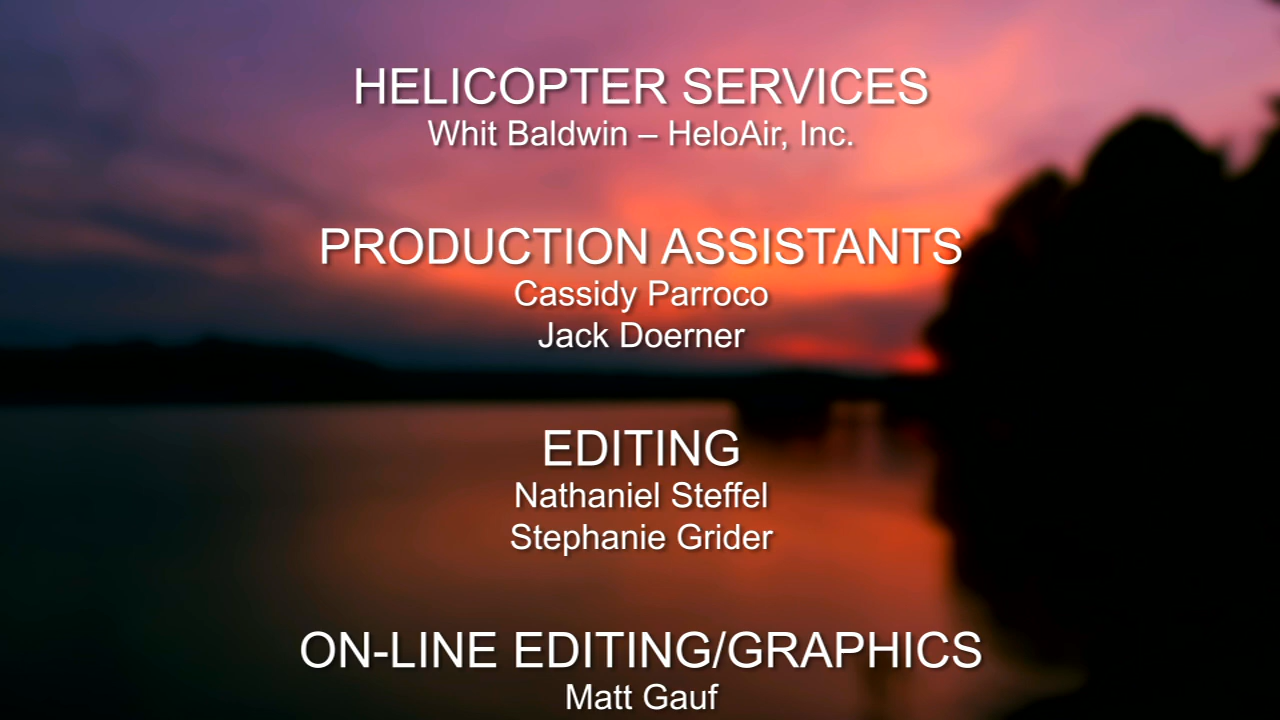 HELICOPTER SERVICES
Whit Baldwin – HeloAir, Inc.
PRODUCTION ASSISTANTS
Cassidy Parroco
Jack Doerner
EDITING
Nathaniel Steffel
Stephanie Grider
ON-LINE EDITING/GRAPHICS
Matt Gauf